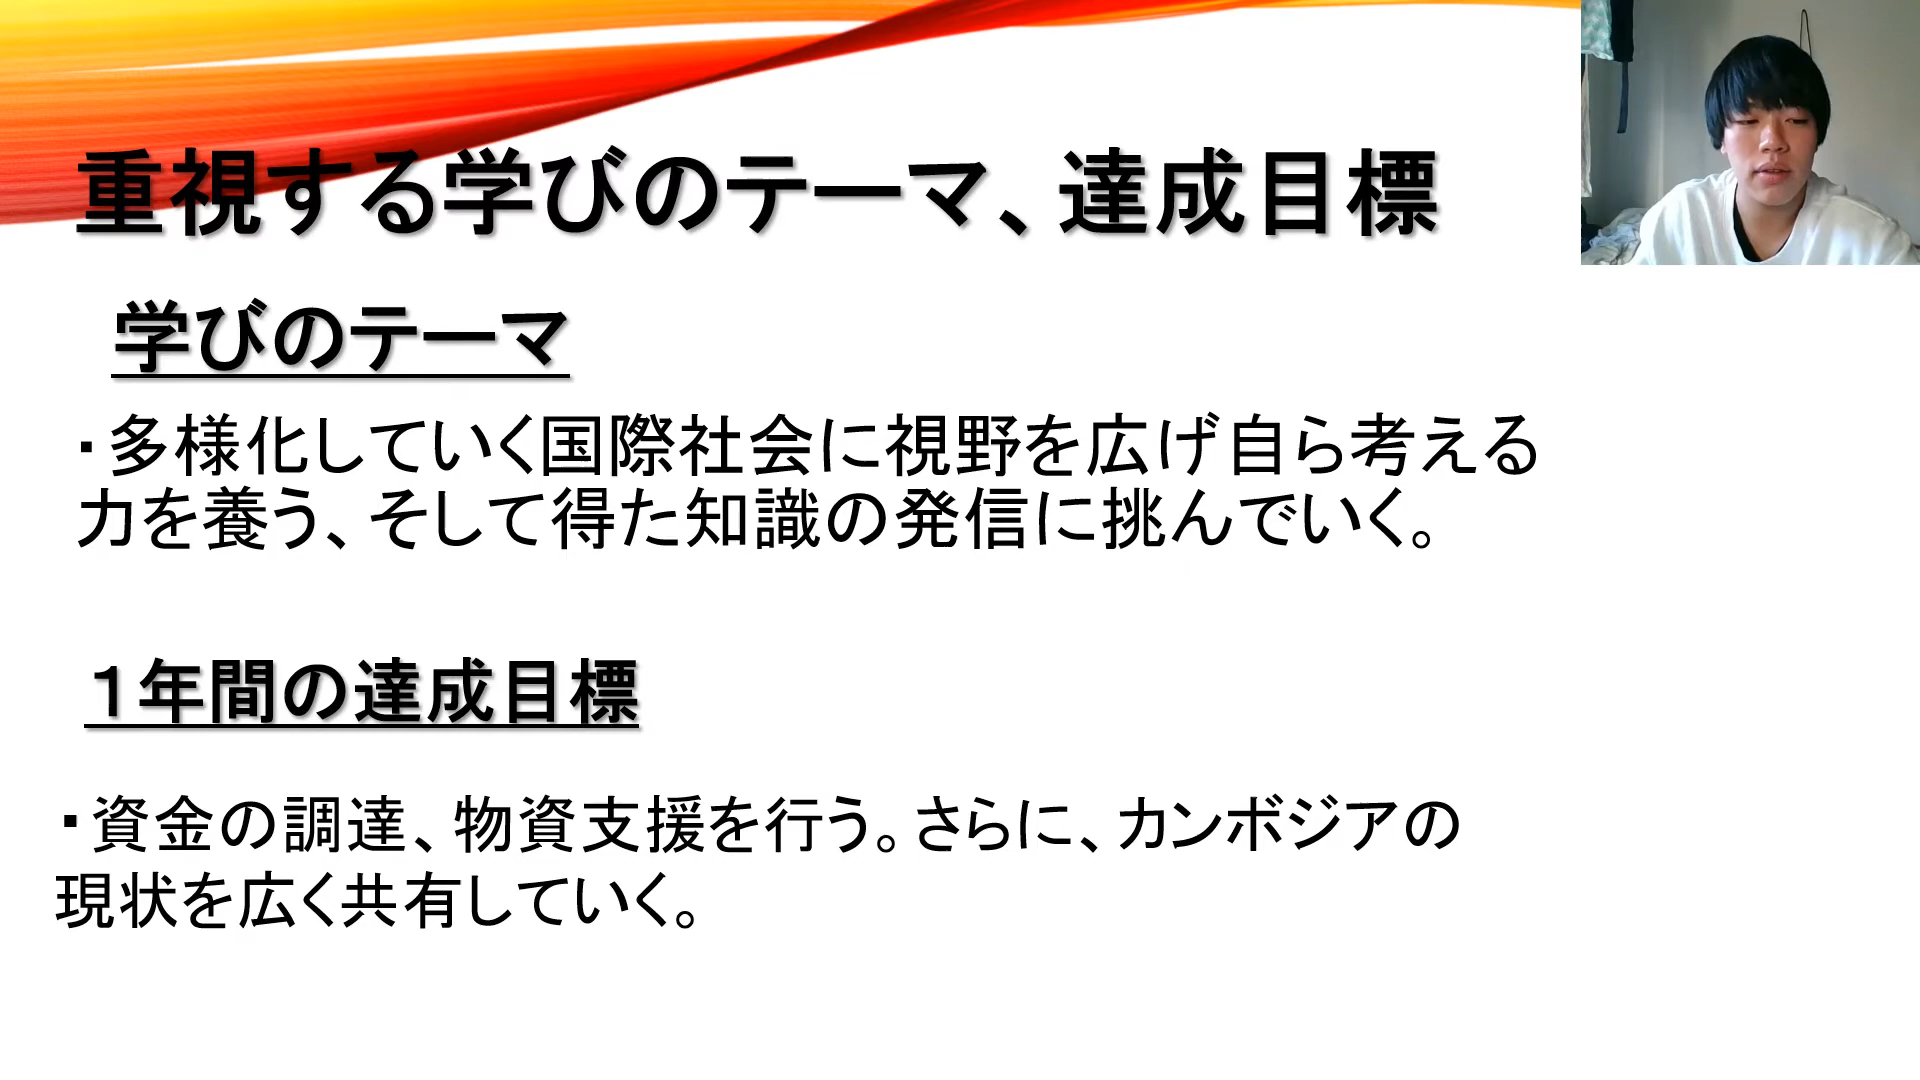 重視する学びのテーマ、達成目標
学びのテーマ
・多様化していく国際社会に視野を広げ自ら考える
力を養う、そして得た知識の発信に挑んでいく。
１年間の達成目標
・資金の調達、物資支援を行う。さらに、カンボジアの
現状を広く共有していく。